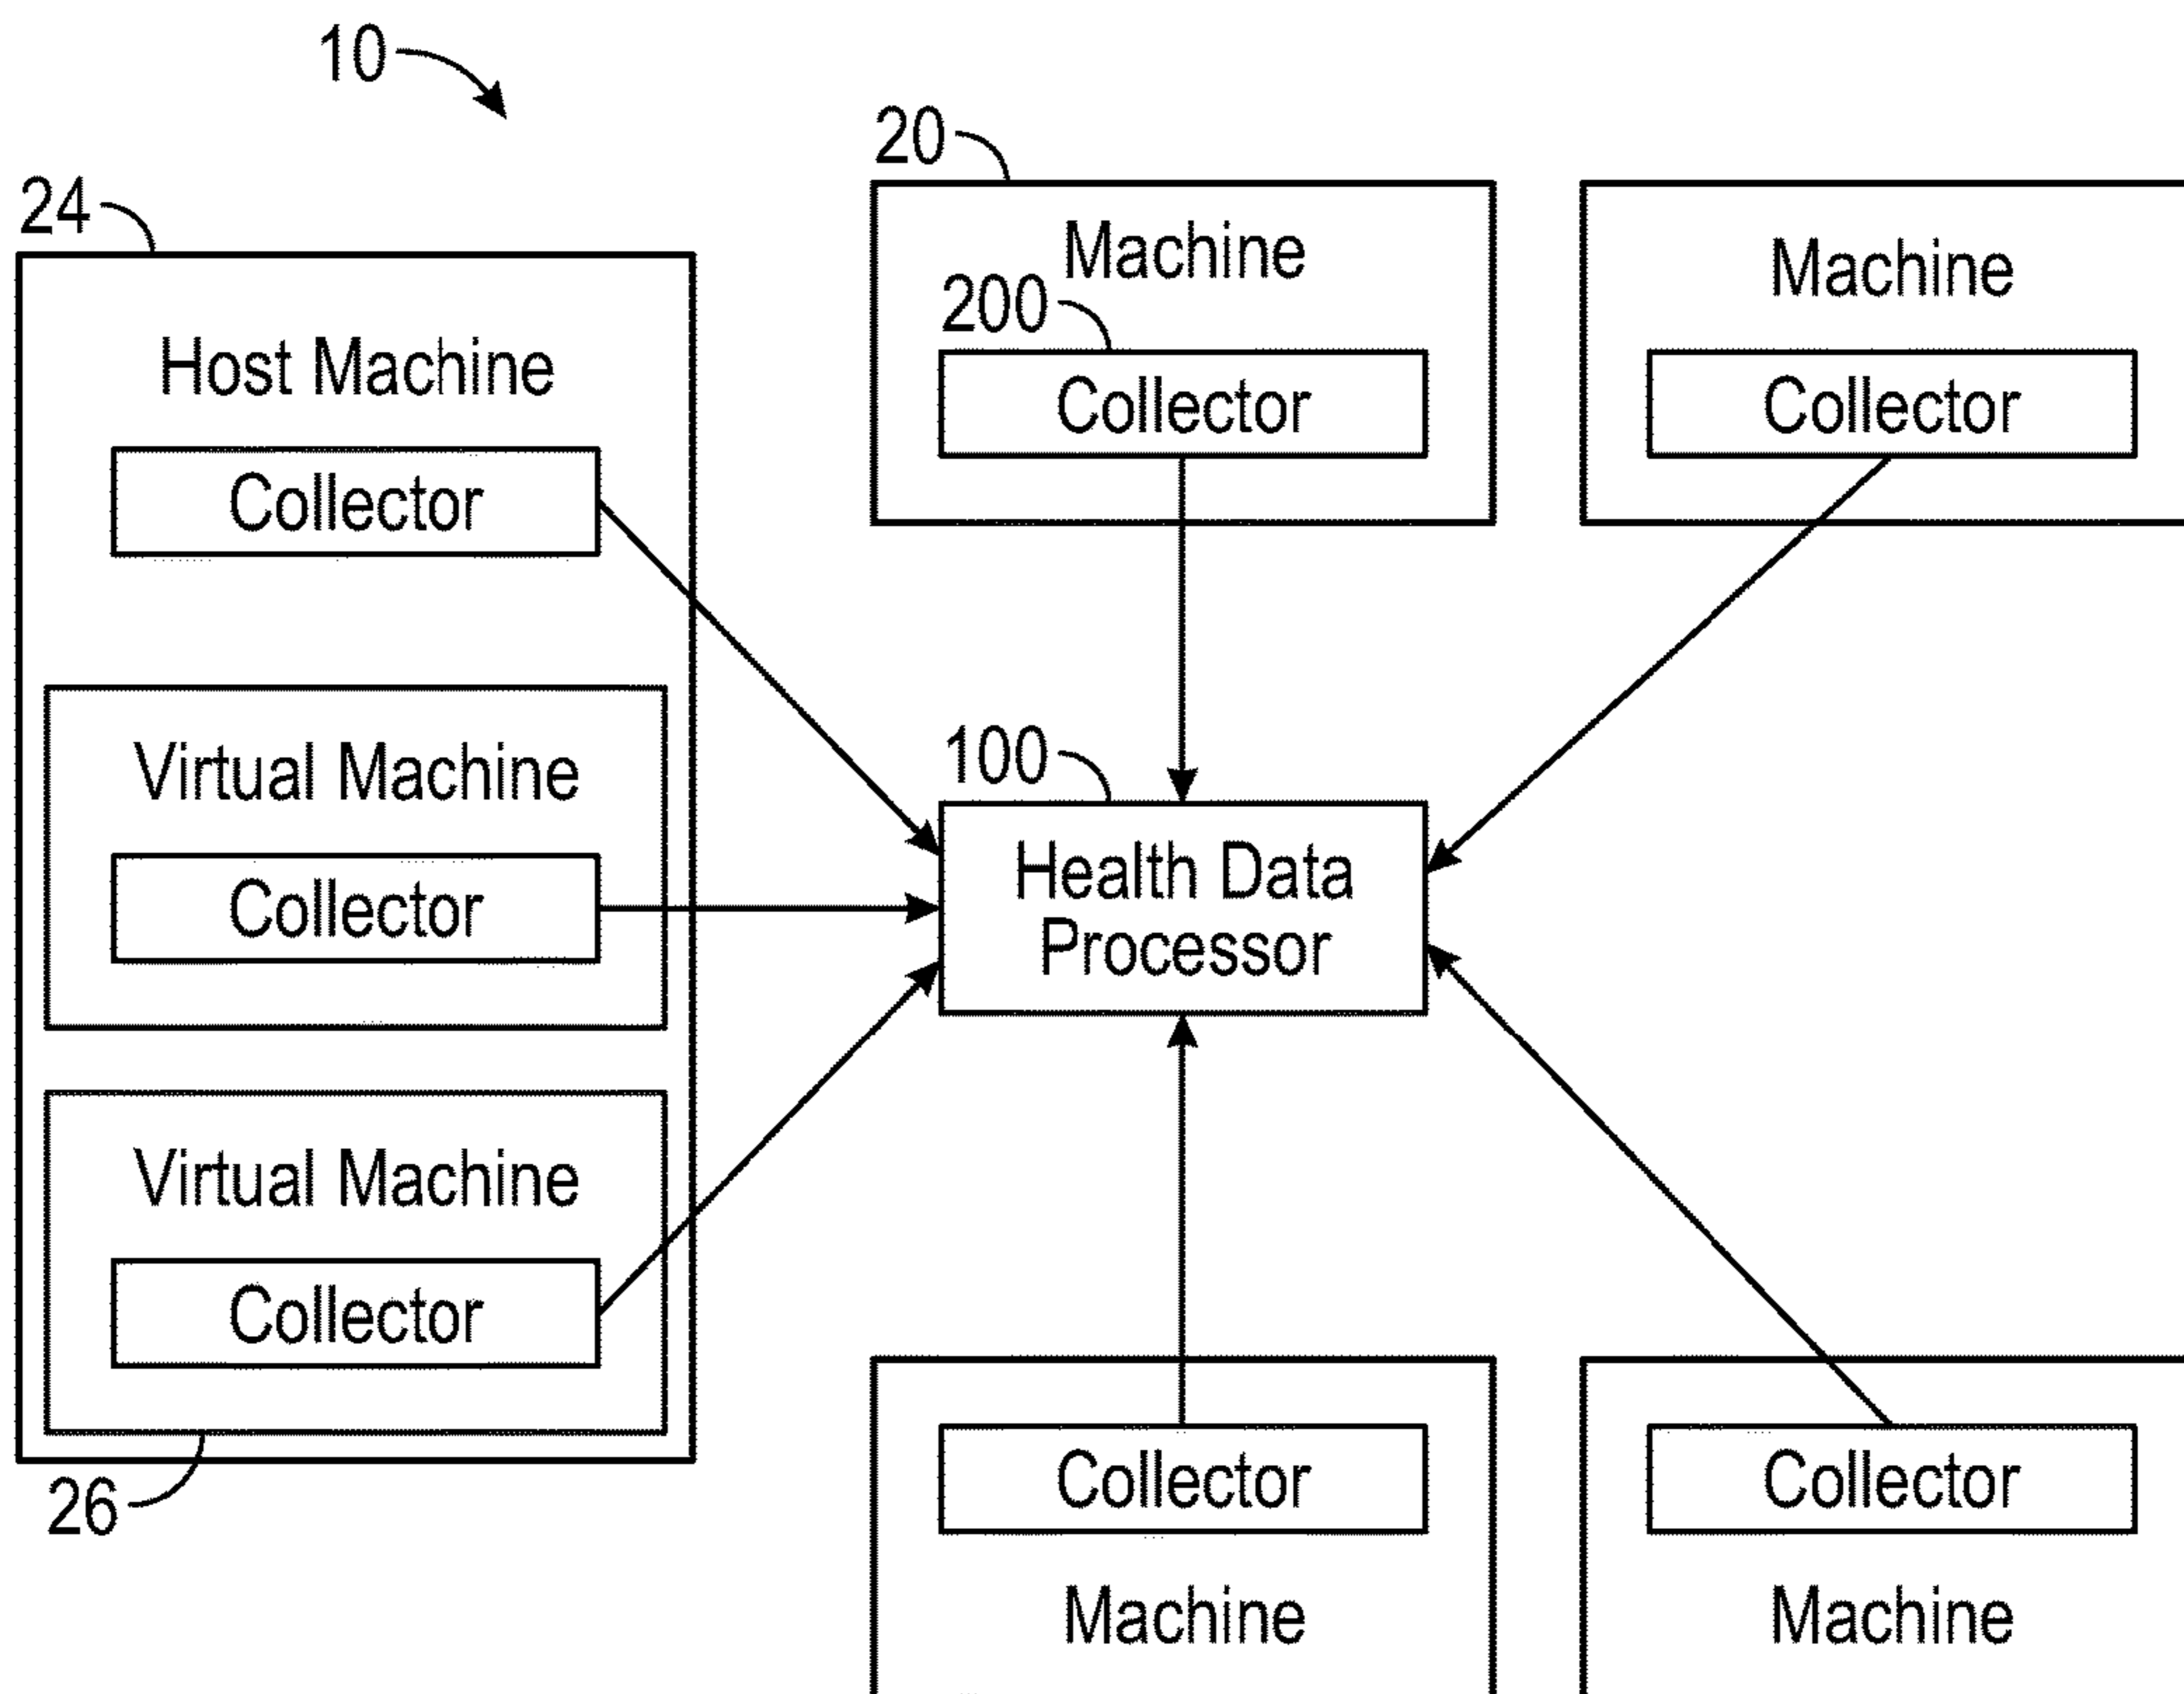 10
20
24
Machine
Machine
200
Host Machine
Collector
Collector
Collector
Virtual Machine
100
Health Data
Processor
Collector
Virtual Machine
Collector
Collector
Collector
26
Machine
Machine